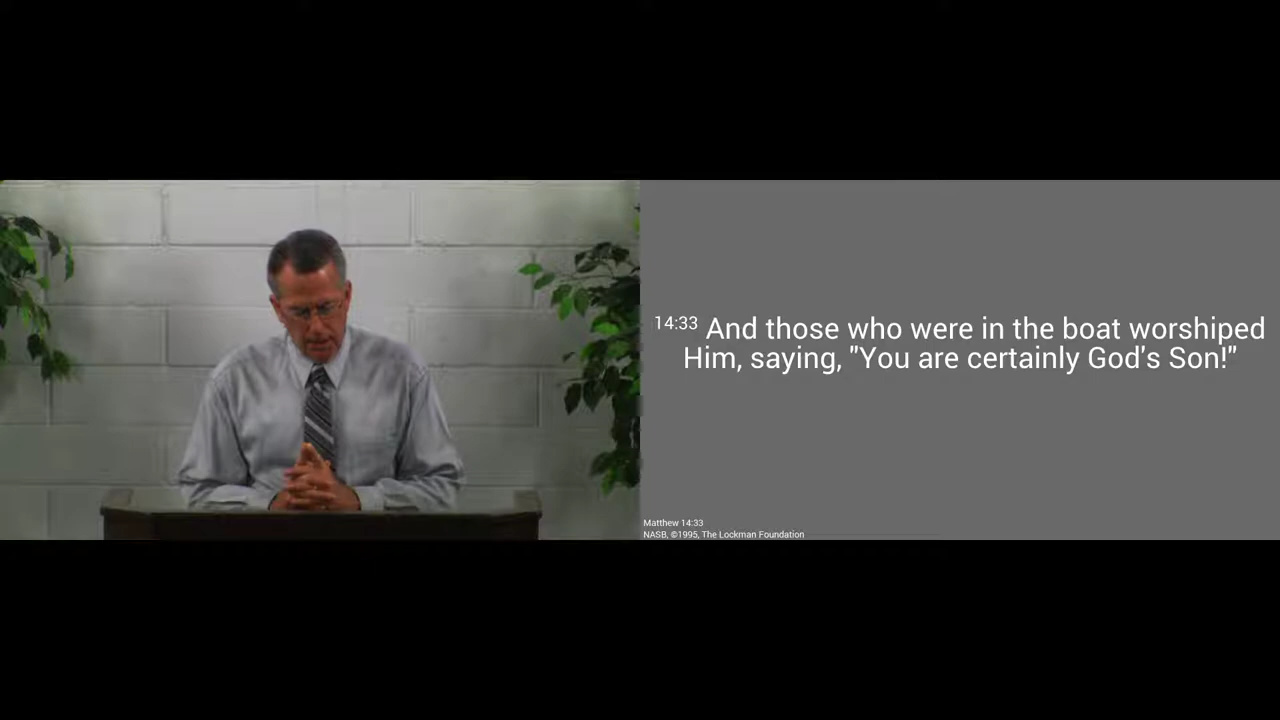 14:33 And those who were in the boat worshiped
Him, saying, "You are certainly God's Son!"
Matthew 14:33
NASB, ©1995, The Lockman Foundation